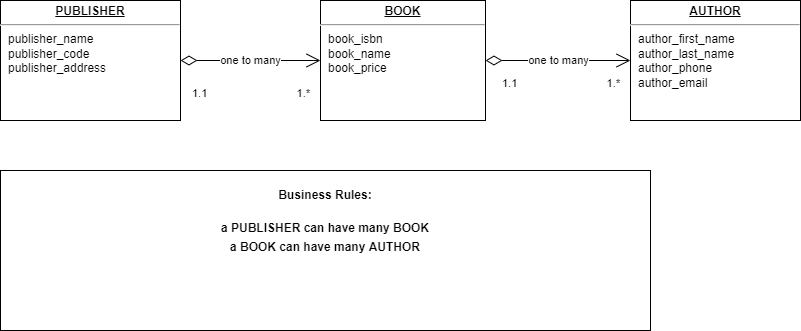 PUBLISHER
publisher_name
publisher_code
publisher_address
one to many
1.1
1.*
BOOK
book_isbn
book_name
book_price
one to many
1.1
1.*
AUTHOR
author_first_name
author_last_name
author_phone
author_email
Business Rules:
a PUBLISHER can have many BOOK
a BOOK can have many AUTHOR